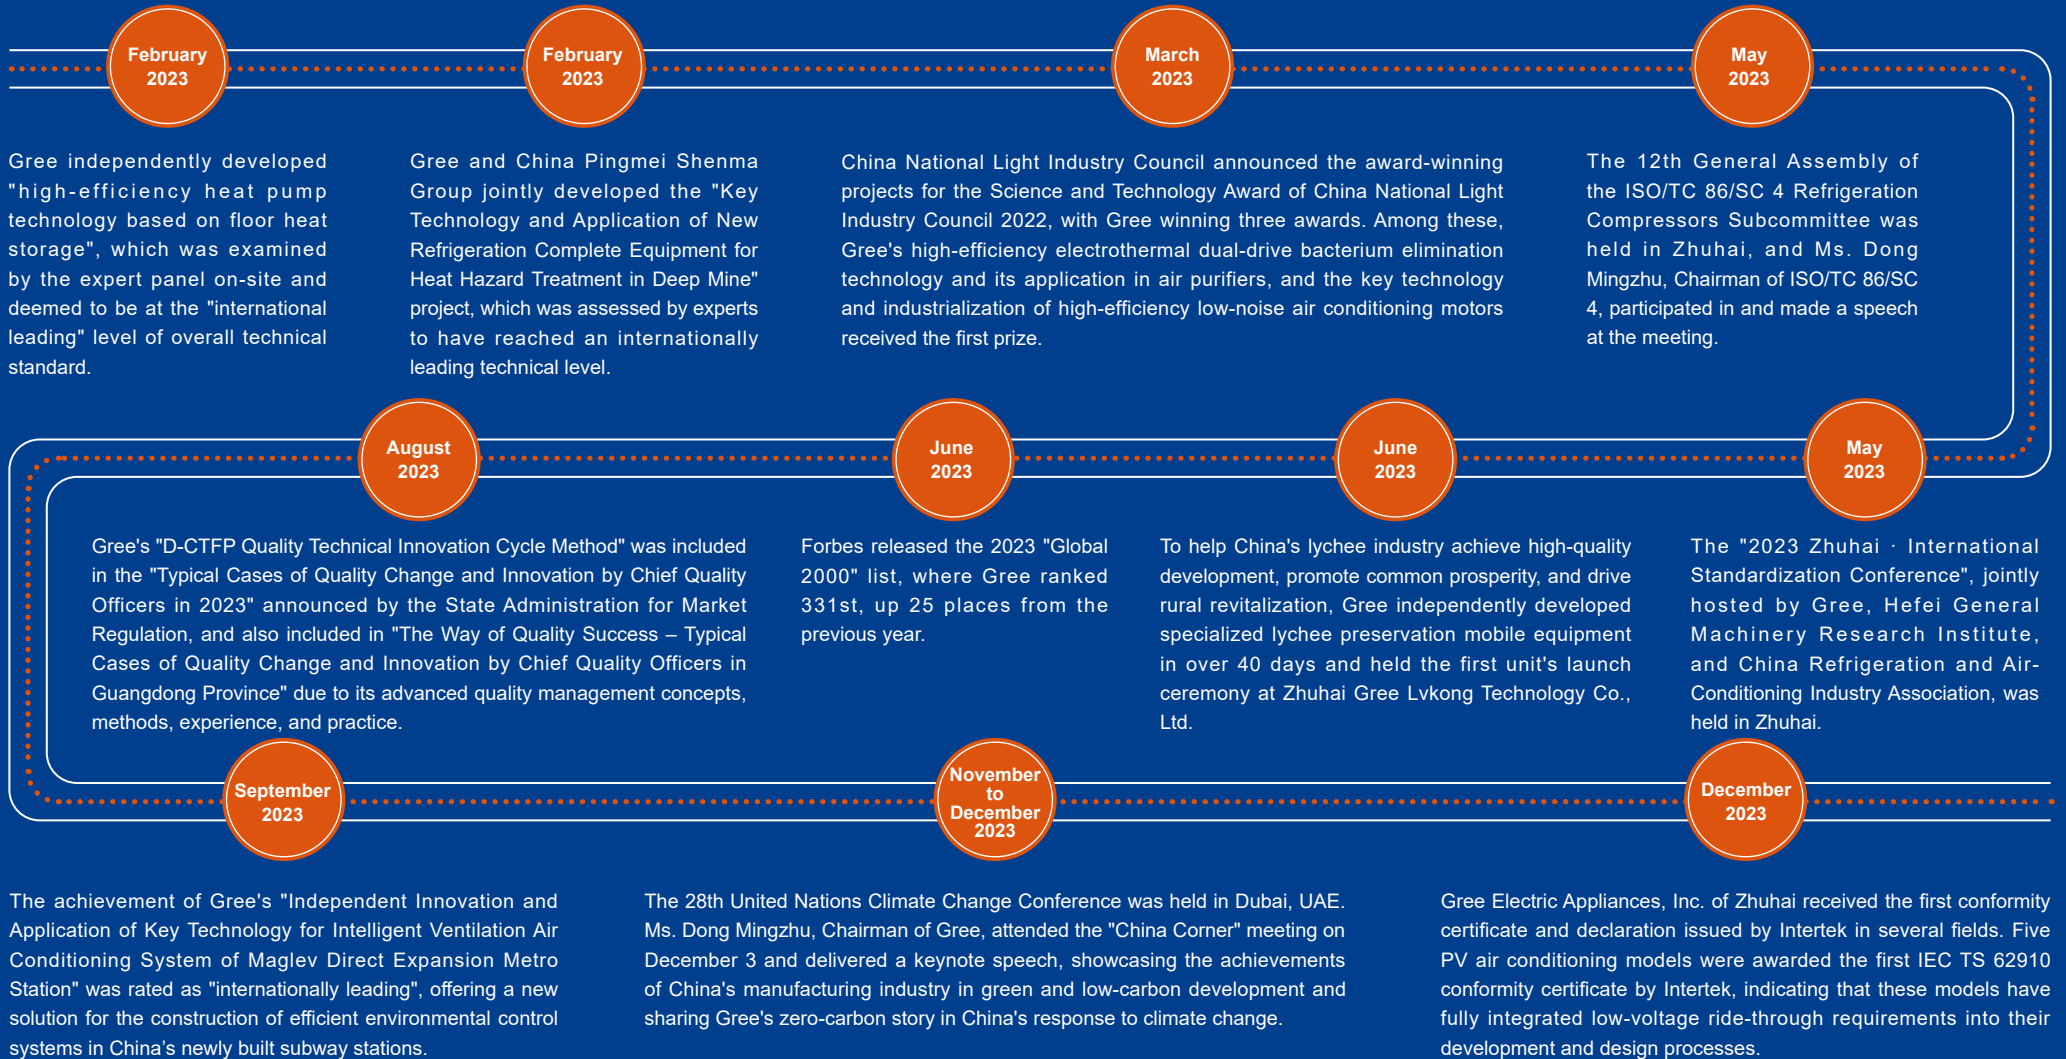 February
2023
Gree independently developed
"high-efficiency heat pump
technology based on floor heat
storage", which was examined
by the expert panel on-site and
deemed to be at the "international
leading" level of overall technical
standard.
February
2023
Gree and China Pingmei Shenma
Group jointly developed the "Key
Technology and Application of New
Refrigeration Complete Equipment for
Heat Hazard Treatment in Deep Mine"
project, which was assessed by experts
to have reached an internationally
leading technical level.
March
2023
China National Light Industry Council announced the award-winning
projects for the Science and Technology Award of China National Light
Industry Council 2022, with Gree winning three awards. Among these,
Gree's high-efficiency electrothermal dual-drive bacterium elimination
technology and its application in air purifiers, and the key technology
and industrialization of high-efficiency low-noise air conditioning motors
received the first prize.
May
2023
The 12th General Assembly of
the ISO/TC 86/SC 4 Refrigeration
Compressors Subcommittee was
held in Zhuhai, and Ms. Dong
Mingzhu, Chairman of ISO/TC 86/SC
4, participated in and made a speech
at the meeting.
May
2023
The "2023 Zhuhai · International
Standardization Conference", jointly
hosted by Gree, Hefei General
Machinery Research Institute,
and China Refrigeration and Air-
Conditioning Industry Association, was
held in Zhuhai.
June
2023
To help China's lychee industry achieve high-quality
development, promote common prosperity, and drive
rural revitalization, Gree independently developed
specialized lychee preservation mobile equipment
in over 40 days and held the first unit's launch
ceremony at Zhuhai Gree Lvkong Technology Co.,
Ltd.
June
2023
Forbes released the 2023 "Global
2000" list, where Gree ranked
331st, up 25 places from the
previous year.
August
2023
Gree's "D-CTFP Quality Technical Innovation Cycle Method" was included
in the "Typical Cases of Quality Change and Innovation by Chief Quality
Officers in 2023" announced by the State Administration for Market
Regulation, and also included in "The Way of Quality Success – Typical
Cases of Quality Change and Innovation by Chief Quality Officers in
Guangdong Province" due to its advanced quality management concepts,
methods, experience, and practice.
September
2023
The achievement of Gree's "Independent Innovation and
Application of Key Technology for Intelligent Ventilation Air
Conditioning System of Maglev Direct Expansion Metro
Station" was rated as "internationally leading", offering a new
solution for the construction of efficient environmental control
systems in China’s newly built subway stations.
November
to
December
2023
The 28th United Nations Climate Change Conference was held in Dubai, UAE.
Ms. Dong Mingzhu, Chairman of Gree, attended the "China Corner" meeting on
December 3 and delivered a keynote speech, showcasing the achievements
of China's manufacturing industry in green and low-carbon development and
sharing Gree's zero-carbon story in China's response to climate change.
December
2023
Gree Electric Appliances, Inc. of Zhuhai received the first conformity
certificate and declaration issued by Intertek in several fields. Five
PV air conditioning models were awarded the first IEC TS 62910
conformity certificate by Intertek, indicating that these models have
fully integrated low-voltage ride-through requirements into their
development and design processes.